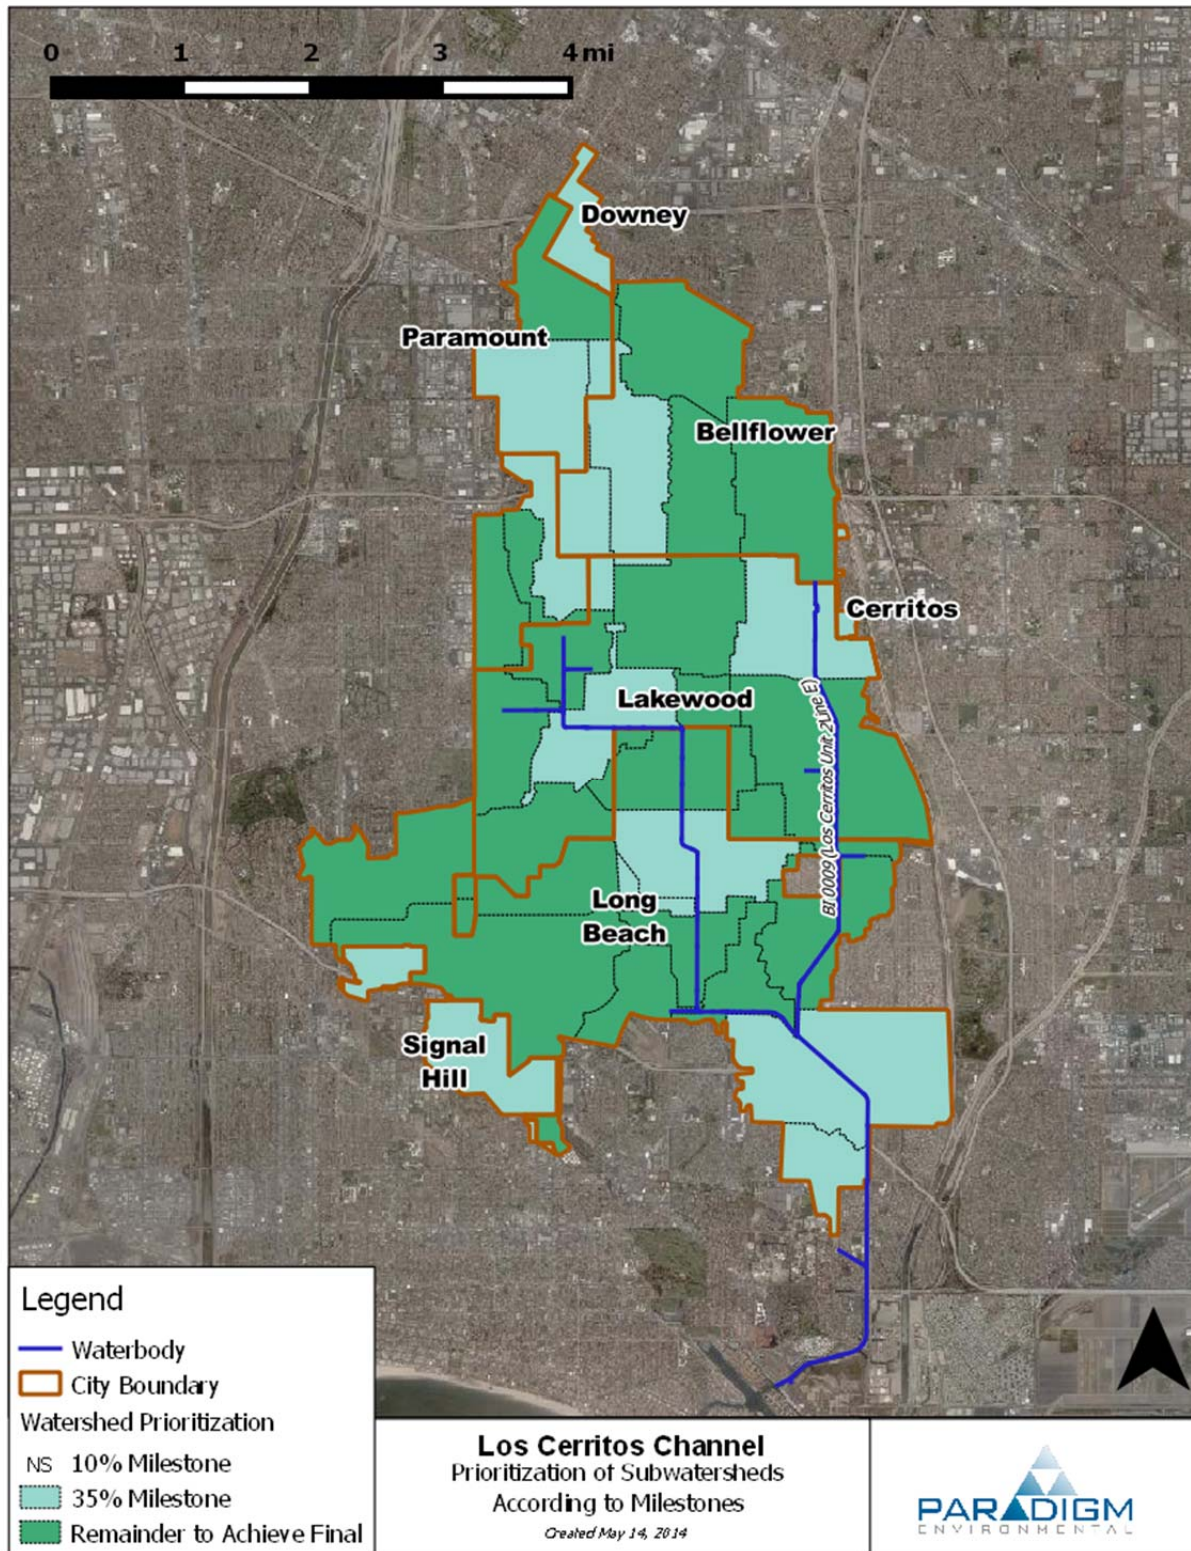 0 1 2 3 4 mi
Downey
Paramount
Bellflower
Cerritos
Lakewood
BI 0009 (Los Cerritos Unit 2Line E)
Long
Beach
Signal
Hill
Legend
Waterbody
City Boundary
Watershed Prioritization
NS 10% Milestone
35% Milestone
Remainder to Achieve Final
Los Cerritos Channel
Prioritization of Subwatersheds
According to Milestones
Created May 14, 2014
PARADIGM
ENVIRONMENTAL